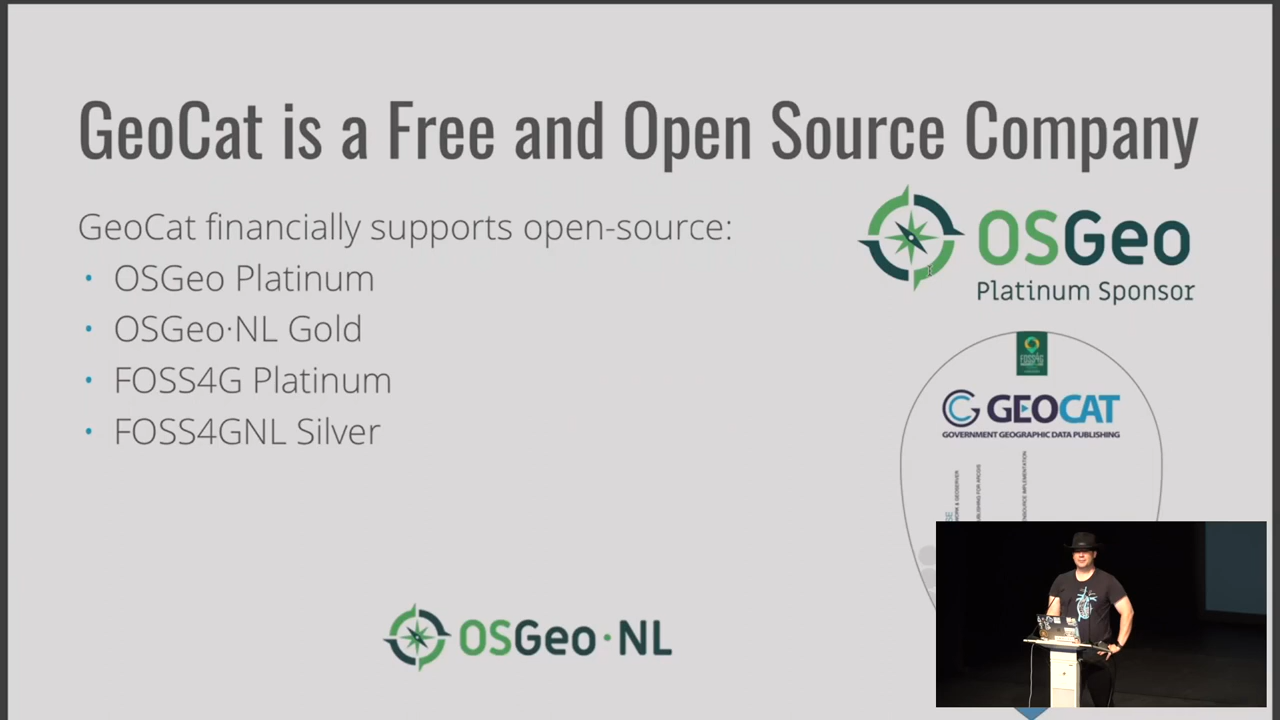 GeoCat is a Free and Open Source Company
GeoCat financially supports open-source:
• OSGeo Platinum
• OSGeo·NL Gold
• FOSS4G Platinum
• FOSS4GNL Silver
OSGeo
Platinum Sponsor
FOSS4G
GEOCAT
GOVERNMENT GEOGRAPHIC DATA PUBLISHING
OSGeo·NL